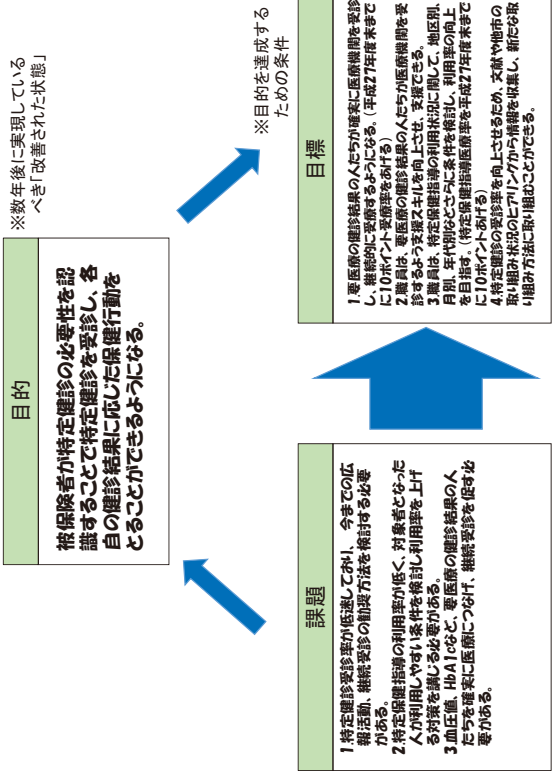 目的
被保険者が特定健診の必要性を認
識することで特定健診を受診し、各
自の健診結果に応じた保健行動を
とることができるようになる。
※数年後に実現している
べき「改善された状態」
課題
1.特定健診受診率が低迷しており、今までの広
報活動、継続受診の勧奨方法を検討する必要
がある。
2.特定保健指導の利用率が低く、対象者となった
人が利用しやすい条件を検討し利用率を上げ
る対策を講じる必要がある。
3.血圧値、HbA1cなど、要医療の健診結果の人
たちを確実に医療につなげ、継続受診を促す必
要がある。
※目的を達成する
ための条件
目標
1.要医療の健診結果の人たちが確実に医療機関を受診
し、継続的に受療するようになる。(平成27年度末まで
に10ポイント受療率をあげる)
2.職員は、要医療の健診結果の人たちが医療機関を受
診するよう支援スキルを向上させ、支援できる。
3.職員は、特定保健指導の利用状況に関して、地区別、
月別、年代別などさらに条件を検討し、利用率の向上
を目指す。(特定保健指導医療率を平成27年度末まで
に10ポイントあげる)
4.特定健診の受診率を向上させるため、文献や他市の
取り組み状況のヒアリングから情報を収集し、新たな取
り組み方法に取り組むことができる。